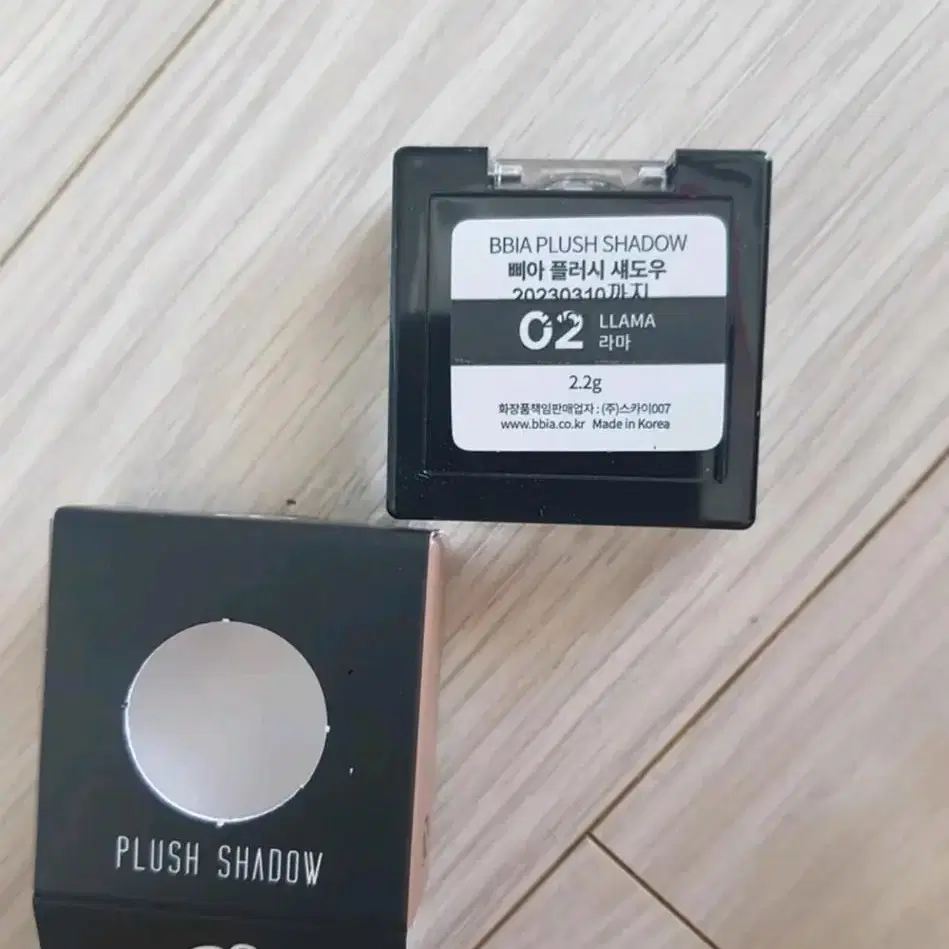 BBIA PLUSH SHADOW
삐아 플러시 섀도우
20230310까지
02 LLAMA
라마
2.2g
화장품책임판매업자 : (주)스카이007
www.bbia.co.kr Made in Korea
PLUSH SHADOW